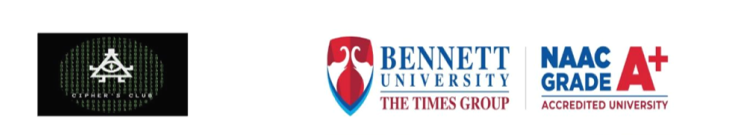 CIPHER'S CLUB
BENNETT
UNIVERSITY
THE TIMES GROUP
NAAC
GRADE A+
ACCREDITED UNIVERSITY